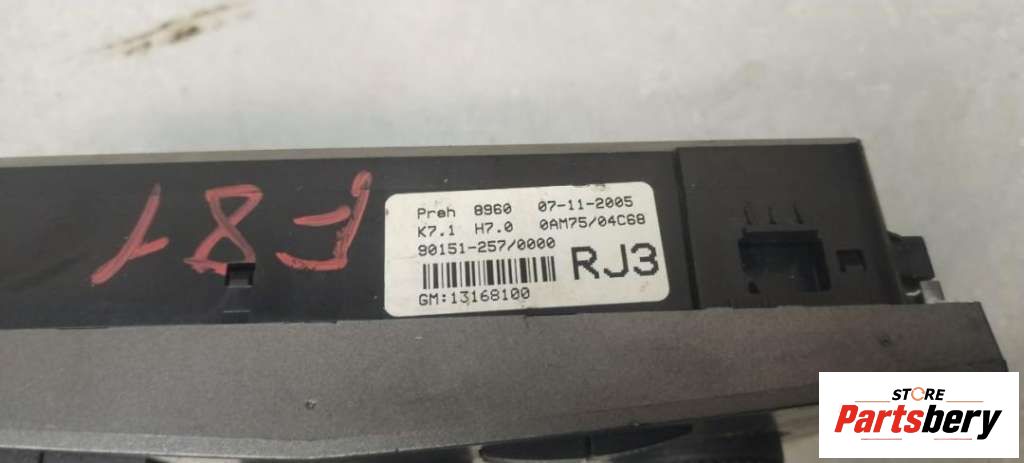 F81
Preh 8960 07-11-2005
K7.1 H7.0 0AM75/04C68
90151-257/0000
RJ3
GM:13168100
STORE
Partsbery